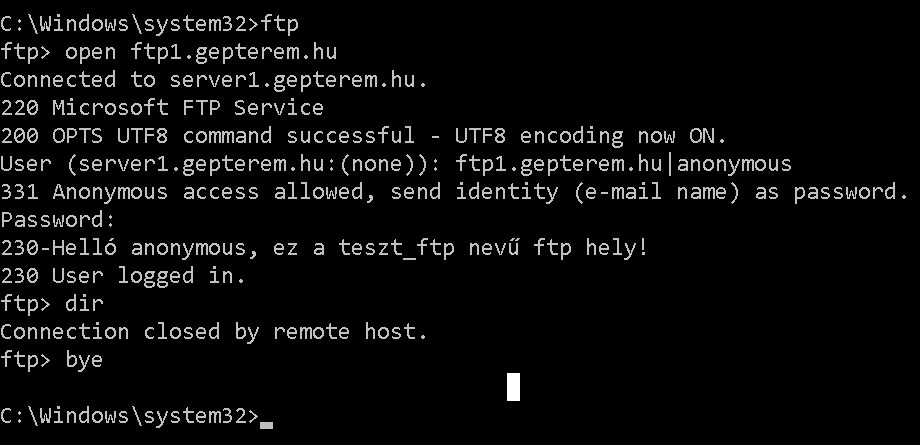 C:\Windows\system32>ftp
ftp> open ftp1.gepterem.hu
Connected to server1.gepterem.hu.
220 Microsoft FTP Service
200 OPTS UTF8 command successful - UTF8 encoding now ON.
User (server1.gepterem.hu:(none)): ftp1.gepterem.hu|anonymous
331 Anonymous access allowed, send identity (e-mail name) as password.
Password:
230-Helló anonymous, ez a teszt_ftp nevű ftp hely!
230 User logged in.
ftp> dir
Connection closed by remote host.
ftp> bye
C:\Windows\system32>